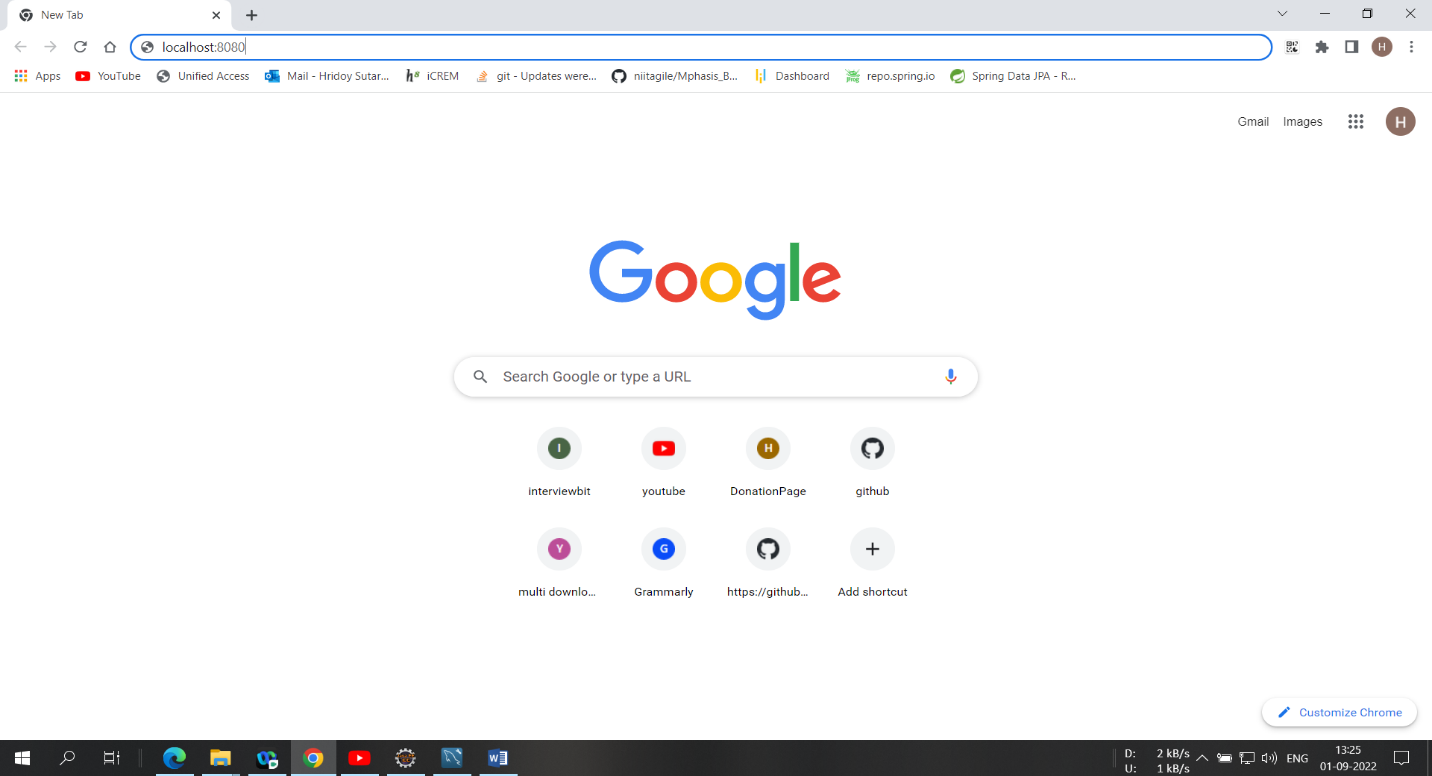 New Tab
localhost:8080
Apps YouTube Unified Access Mail - Hridoy Sutar... h² iCREM git - Updates were... niitagile/Mphasis_B... Dashboard repo.spring.io Spring Data JPA - R...
H
Gmail Images H
Google
Search Google or type a URL
I H
interviewbit youtube DonationPage github
Y G
multi downlo... Grammarly https://github... Add shortcut
Customize Chrome
D: 2 kB/s
U: 1 kB/s
ENG
13:25
01-09-2022